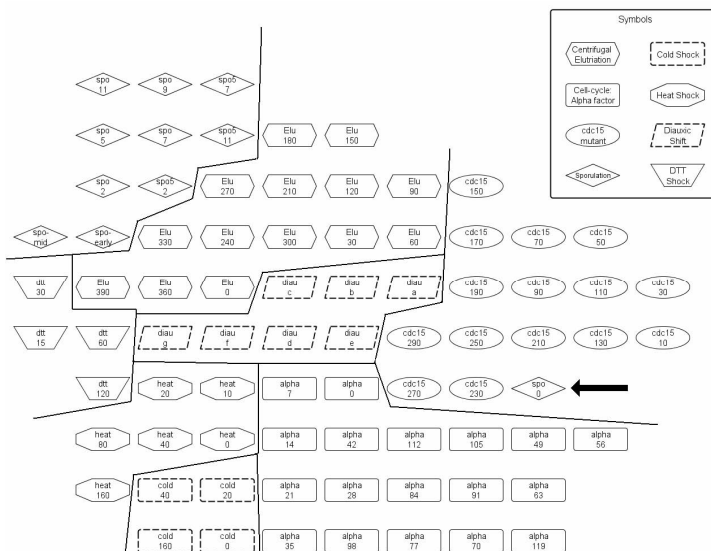 Symbols
Centrifugal
Elutriation
Cold Shock
Cell-cycle:
Alpha factor
Heat Shock
cdc15
mutant
Diauxic
Shift
Sporulation
DTT
Shock
spo
11
spo
9
spo5
7
spo
5
spo
7
spo5
11
Elu
180
Elu
150
spo
2
spo5
2
Elu
270
Elu
210
Elu
120
Elu
90
cdc15
150
spo-
mid
spo-
early
Elu
330
Elu
240
Elu
300
Elu
30
Elu
60
cdc15
170
cdc15
70
cdc15
50
dtt
30
Elu
390
Elu
360
Elu
0
diau
c
diau
b
diau
a
cdc15
190
cdc15
90
cdc15
110
cdc15
30
dtt
15
dtt
60
diau
g
diau
f
diau
d
diau
e
cdc15
290
cdc15
250
cdc15
210
cdc15
130
cdc15
10
dtt
120
heat
20
heat
10
alpha
7
alpha
0
cdc15
270
cdc15
230
spo
0
heat
80
heat
40
heat
0
alpha
14
alpha
42
alpha
112
alpha
105
alpha
49
alpha
56
heat
160
cold
40
cold
20
alpha
21
alpha
28
alpha
84
alpha
91
alpha
63
cold
160
cold
0
alpha
35
alpha
98
alpha
77
alpha
70
alpha
119